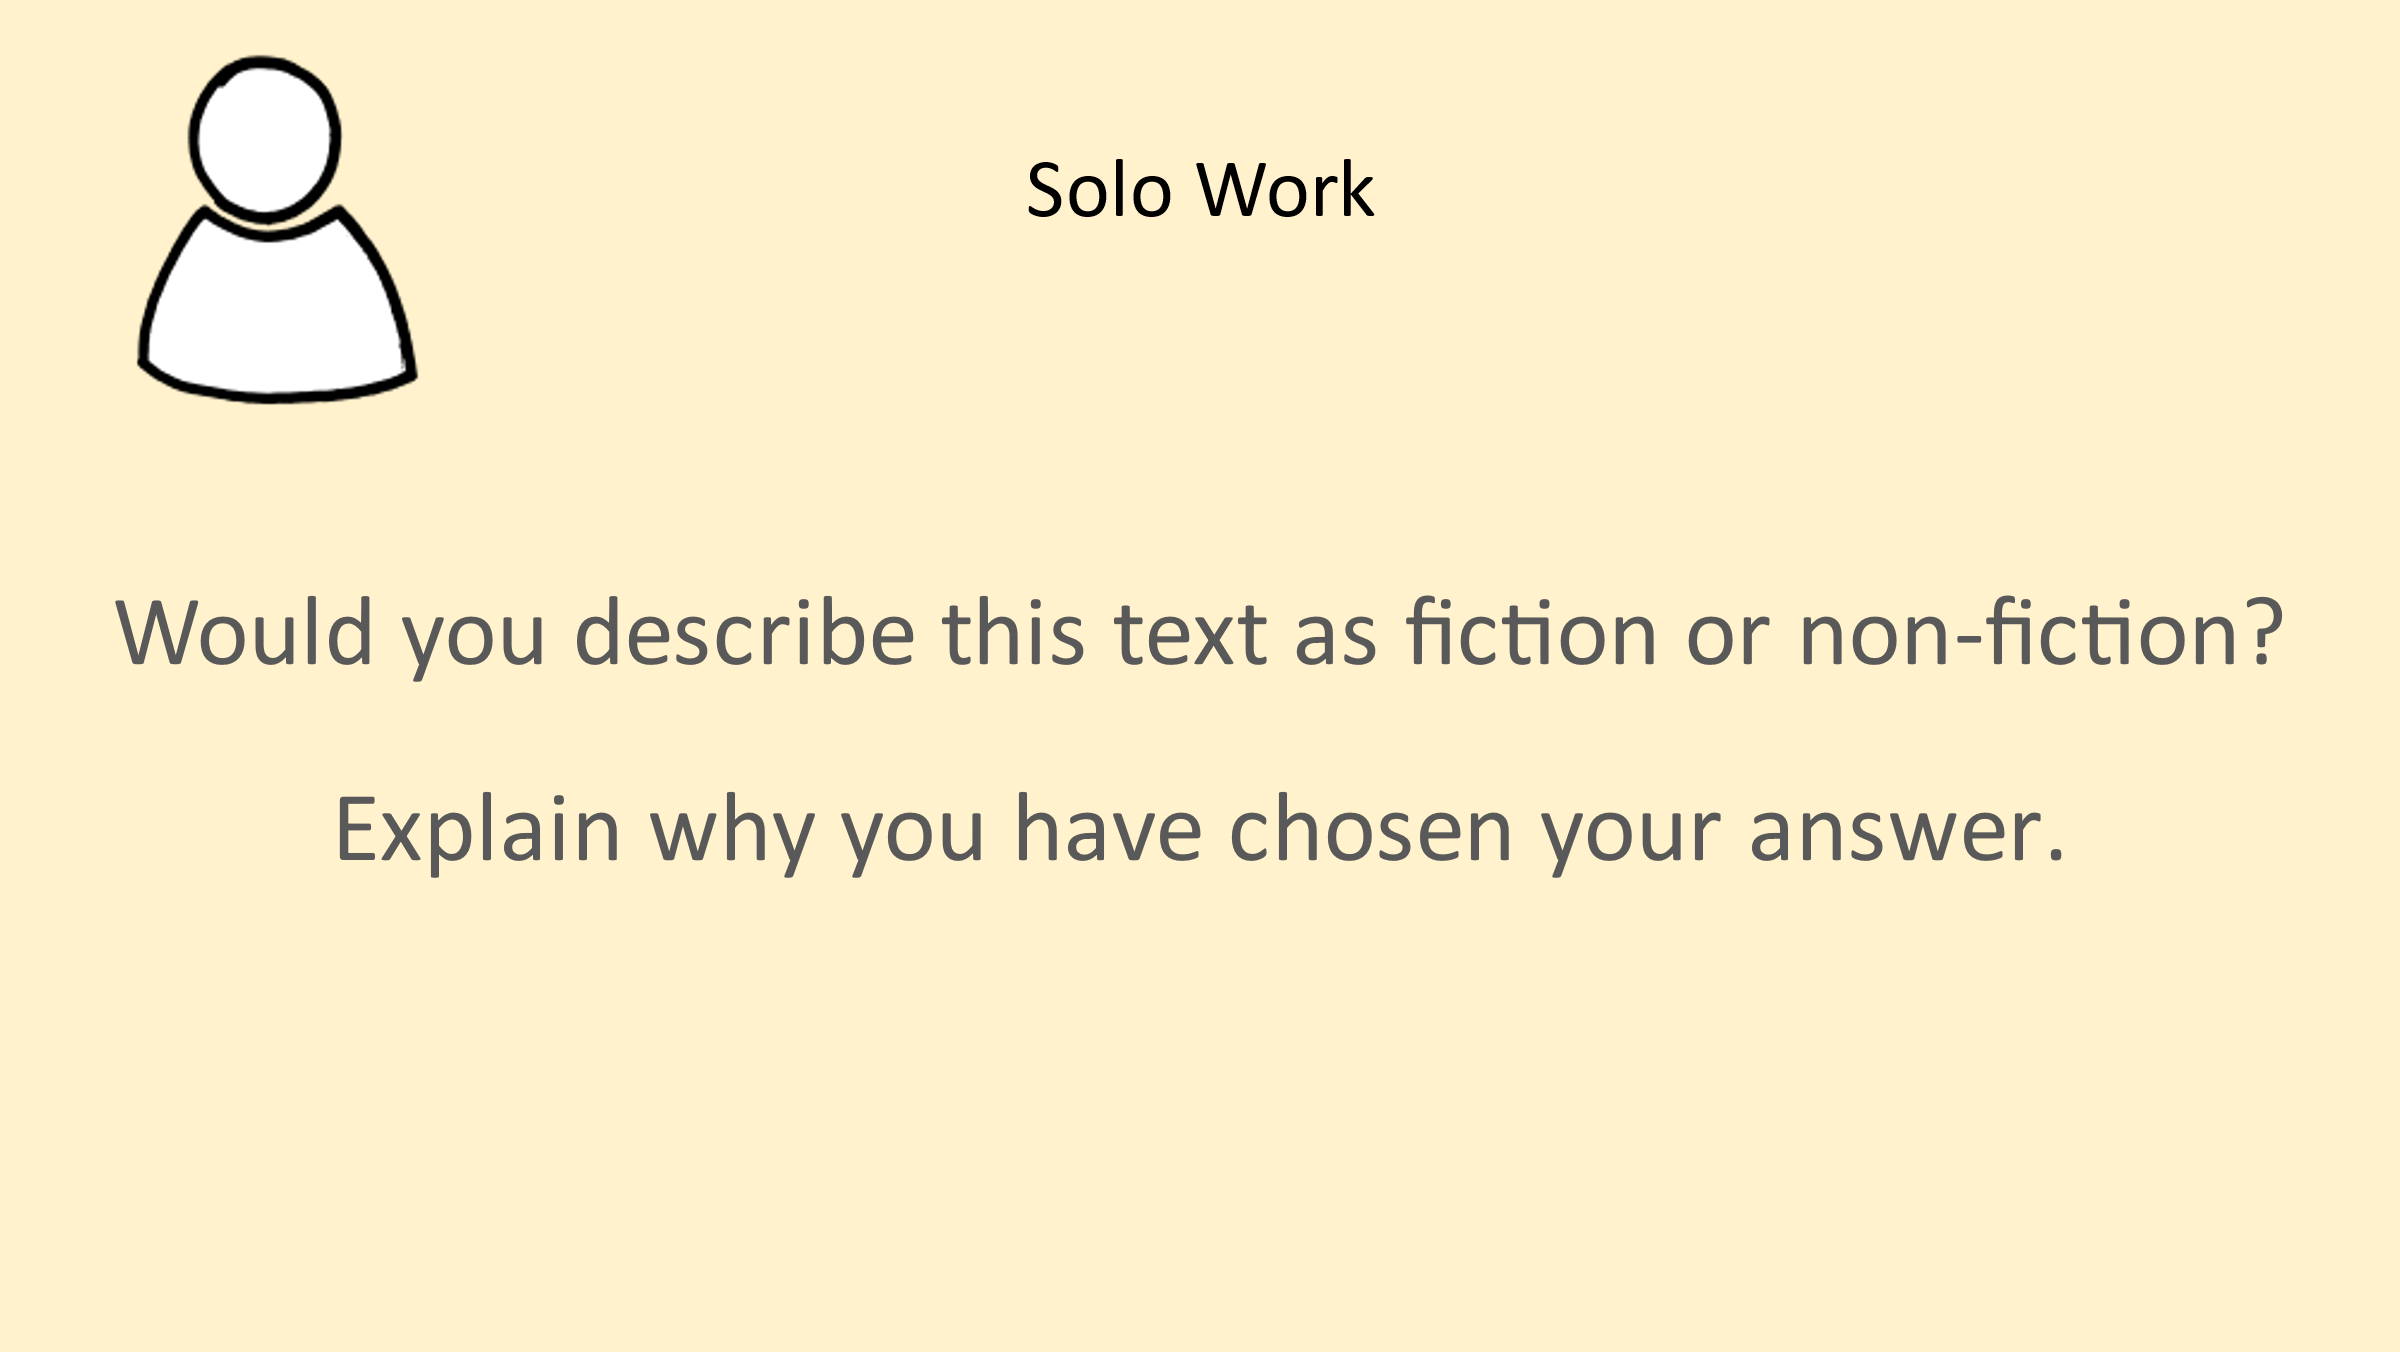 Solo Work
Would you describe this text as fiction or non-fiction?
Explain why you have chosen your answer.